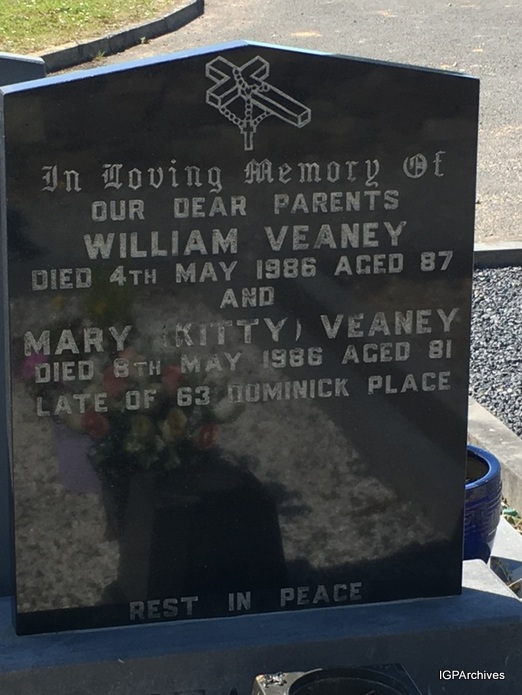 In Loving Memory Of
OUR DEAR PARENTS
WILLIAM VEANEY
DIED 4TH MAY 1986 AGED 87
AND
MARY (KITTY) VEANEY
DIED 8TH MAY 1986 AGED 81
LATE OF 63 DOMINICK PLACE
REST IN PEACE
IGPArchives